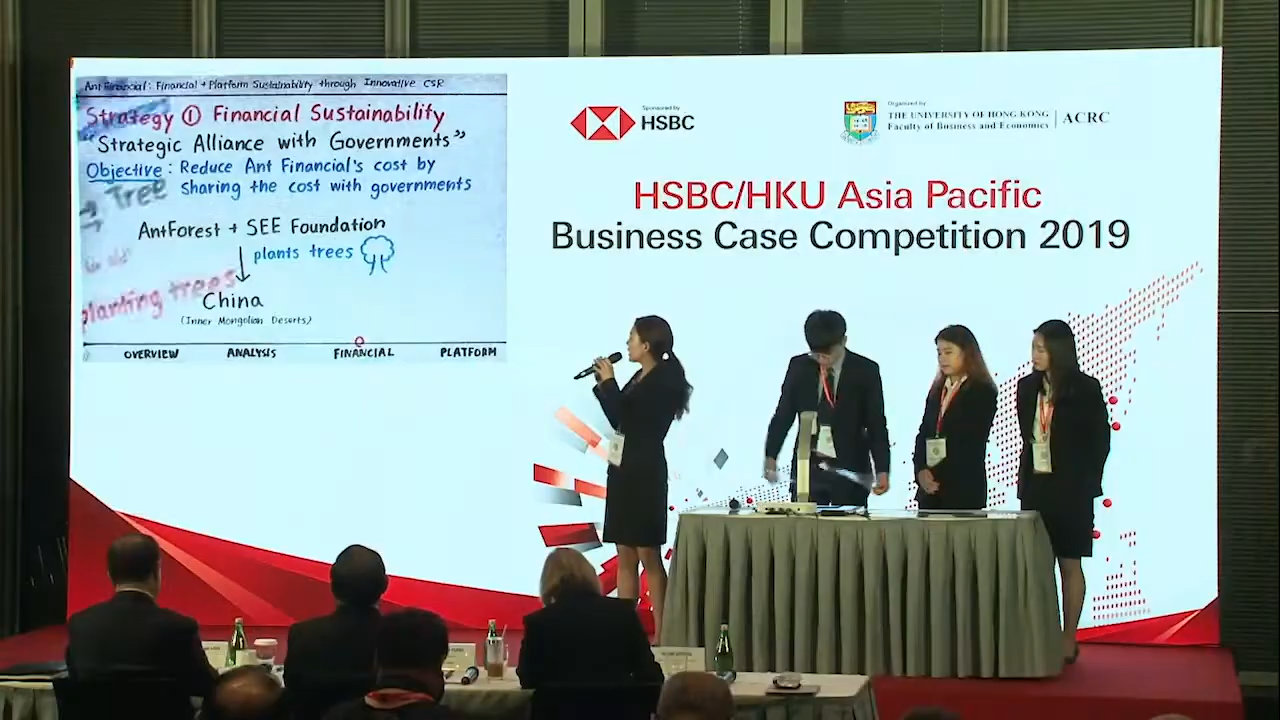 Ant Financial: Financial + Platform Sustainability through Innovative CSR
Strategy ① Financial Sustainability
"Strategic Alliance with Governments"
Objective: Reduce Ant Financial's cost by
sharing the cost with governments
→ Tree
AntForest + SEE Foundation
plants trees
planting trees
China
(Inner Mongolian Deserts)
OVERVIEW ANALYSIS FINANCIAL PLATFORM
Sponsored by
HSBC
Organized by
THE UNIVERSITY OF HONG KONG
Faculty of Business and Economics
ACRC
HSBC/HKU Asia Pacific
Business Case Competition 2019